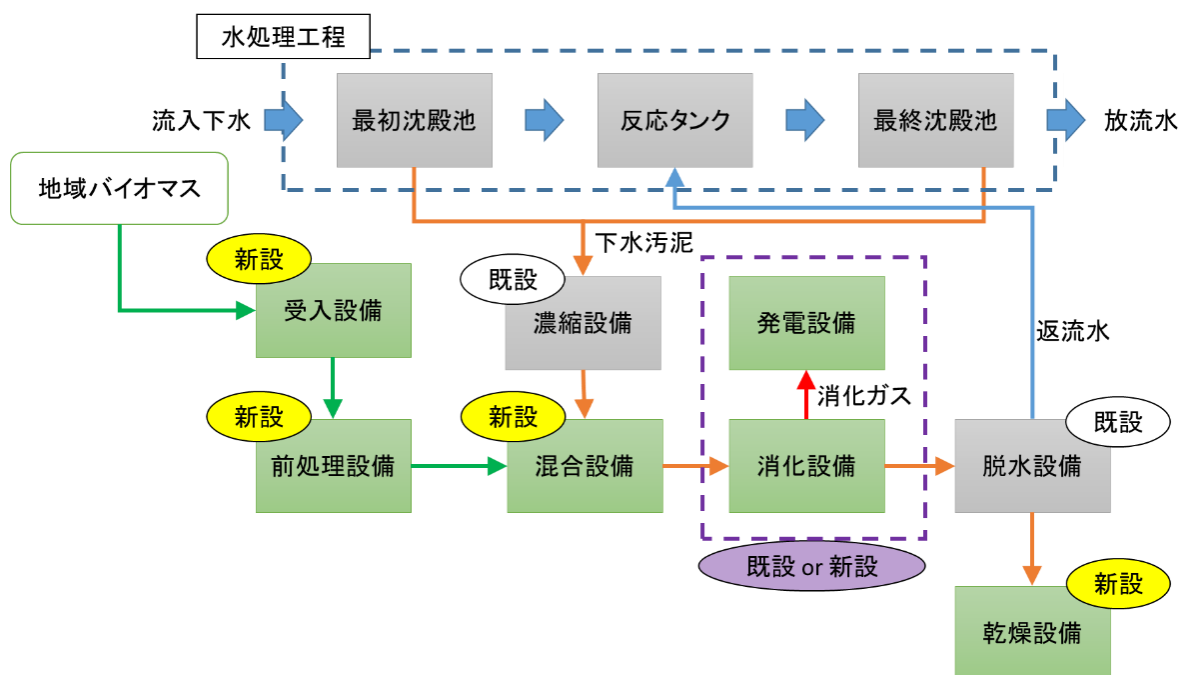 水処理工程
流入下水
最初沈殿池
反応タンク
最終沈殿池
放流水
地域バイオマス
下水汚泥
新設
受入設備
既設
濃縮設備
発電設備
返流水
消化ガス
新設
前処理設備
新設
混合設備
消化設備
既設
脱水設備
既設 or 新設
新設
乾燥設備